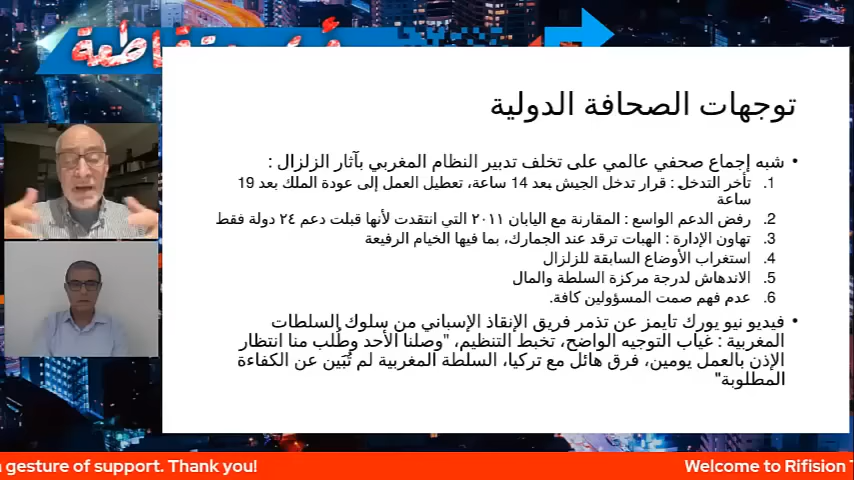 توجهات الصحافة الدولية
• شبه إجماع صحفي عالمي على تخلف تدبير النظام المغربي بآثار الزلزال :
1. تأخر التدخل : قرار تدخل الجيش بعد 14 ساعة، تعطيل العمل إلى عودة الملك بعد 19
ساعة
2. رفض الدعم الواسع : المقارنة مع اليابان ٢٠١١ التي انتقدت لأنها قبلت دعم ٢٤ دولة فقط
3. تهاون الإدارة : الهبات ترقد عند الجمارك، بما فيها الخيام الرفيعة
4. استغراب الأوضاع السابقة للزلزال
5. الاندهاش لدرجة مركزة السلطة والمال
6. عدم فهم صمت المسؤولين كافة.
• فيديو نيو يورك تايمز عن تذمر فريق الإنقاذ الإسباني من سلوك السلطات
المغربية : غياب التوجيه الواضح، تخبط التنظيم، "وصلنا الأحد وطُلب منا انتظار
الإذن بالعمل يومين، فرق هائل مع تركيا، السلطة المغربية لم تُبَين عن الكفاءة
المطلوبة"
gesture of support. Thank you!
Welcome to Rifision